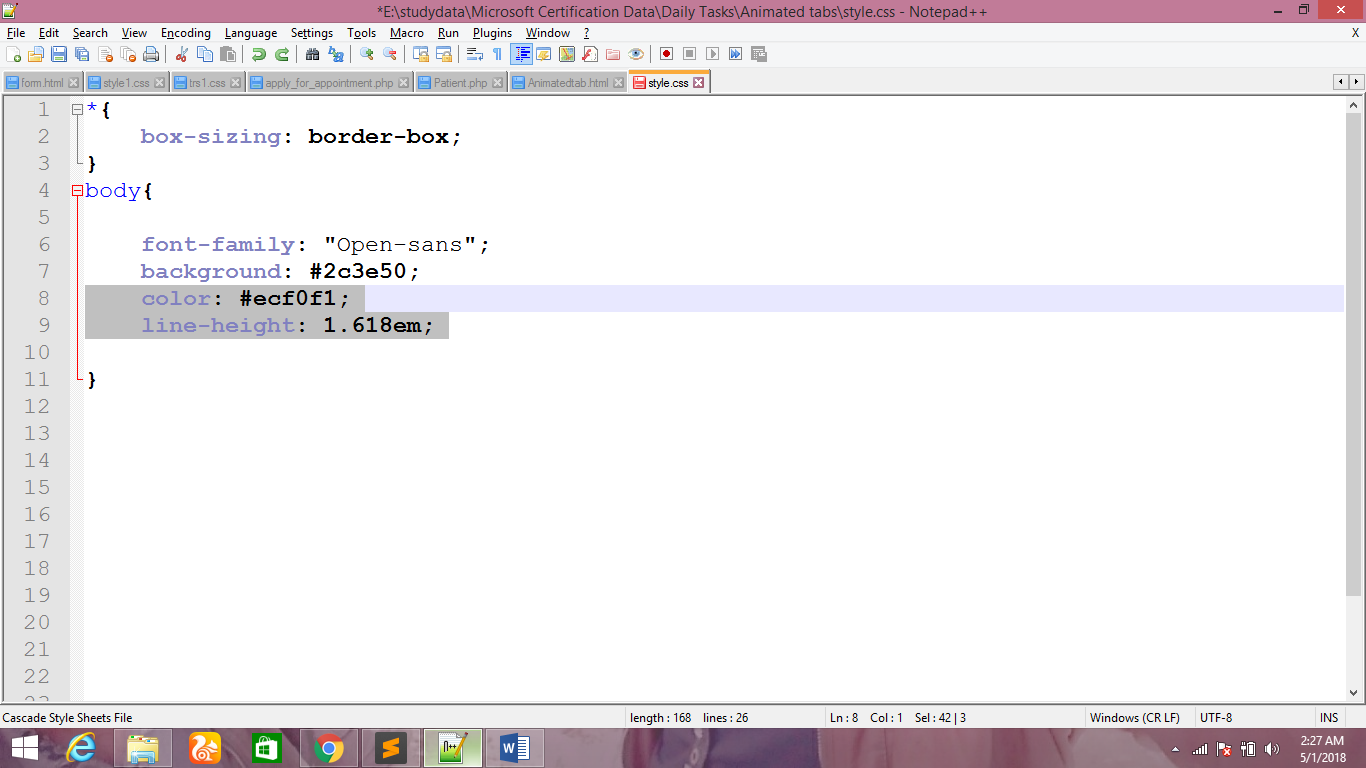 *E:\studydata\Microsoft Certification Data\Daily Tasks\Animated tabs\style.css - Notepad++
File Edit Search View Encoding Language Settings Tools Macro Run Plugins Window ? X
form.html style1.css trs1.css apply_for_appointment.php Patient.php Animatedtab.html style.css
1 *{
2 box-sizing: border-box;
3 }
4 body{
5
6 font-family: "Open-sans";
7 background: #2c3e50;
8 color: #ecf0f1;
9 line-height: 1.618em;
10
11 }
12
13
14
15
16
17
18
19
20
21
22
Cascade Style Sheets File length : 168 lines : 26 Ln : 8 Col : 1 Sel : 42 | 3 Windows (CR LF) UTF-8 INS
2:27 AM
5/1/2018